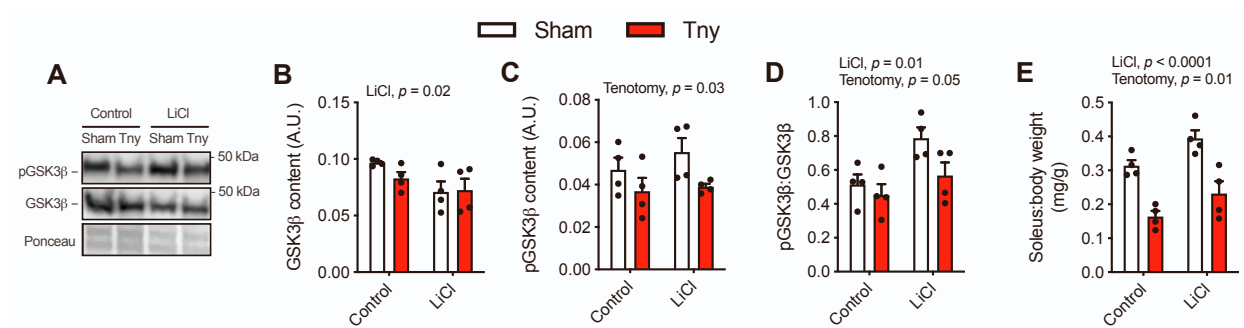 Sham Tny
A
Control LiCl
Sham Tny Sham Tny
pGSK3β –
- 50 kDa
- 50 kDa
GSK3β –
Ponceau
B
LiCl, p = 0.02
GSK3β content (A.U.)
0.15
0.10
0.05
0.00
Control
LiCl
C
Tenotomy, p = 0.03
pGSK3β content (A.U.)
0.08
0.06
0.04
0.02
0.00
Control
LiCl
D
LiCl, p = 0.01
Tenotomy, p = 0.05
pGSK3β:GSK3β
1.0
0.8
0.6
0.4
0.2
0.0
Control
LiCl
E
LiCl, p < 0.0001
Tenotomy, p = 0.01
Soleus:body weight
(mg/g)
0.5
0.4
0.3
0.2
0.1
0.0
Control
LiCl